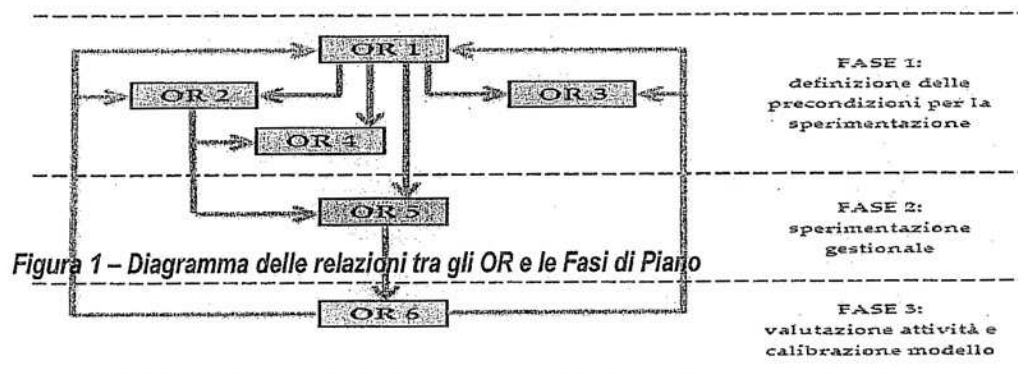 OR 1
FASE 1:
definizione delle
precondizioni per la
sperimentazione
OR 2
OR 3
OR 4
OR 5
FASE 2:
sperimentazione
gestionale
Figura 1 – Diagramma delle relazioni tra gli OR e le Fasi di Piano
OR 6
FASE 3:
valutazione attività e
calibrazione modello